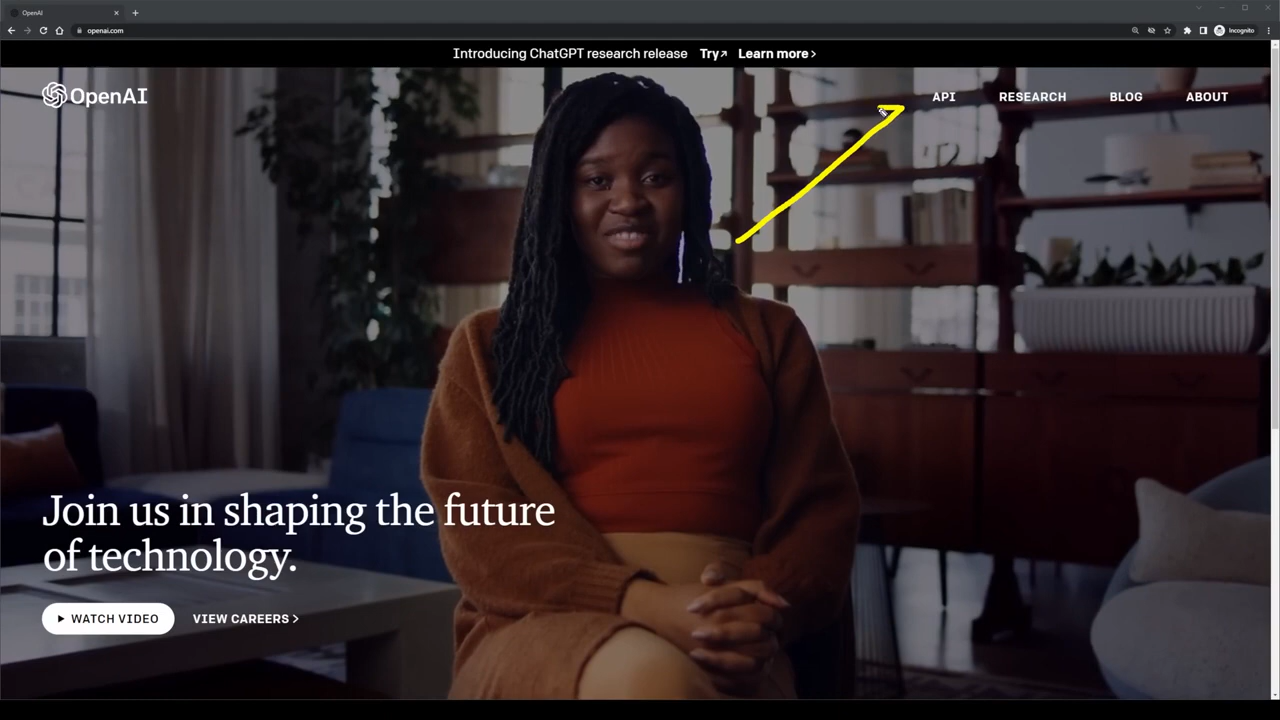 OpenAI
openai.com
Incognito
Introducing ChatGPT research release Try↗ Learn more >
OpenAI
API RESEARCH BLOG ABOUT
Join us in shaping the future
of technology.
WATCH VIDEO VIEW CAREERS >